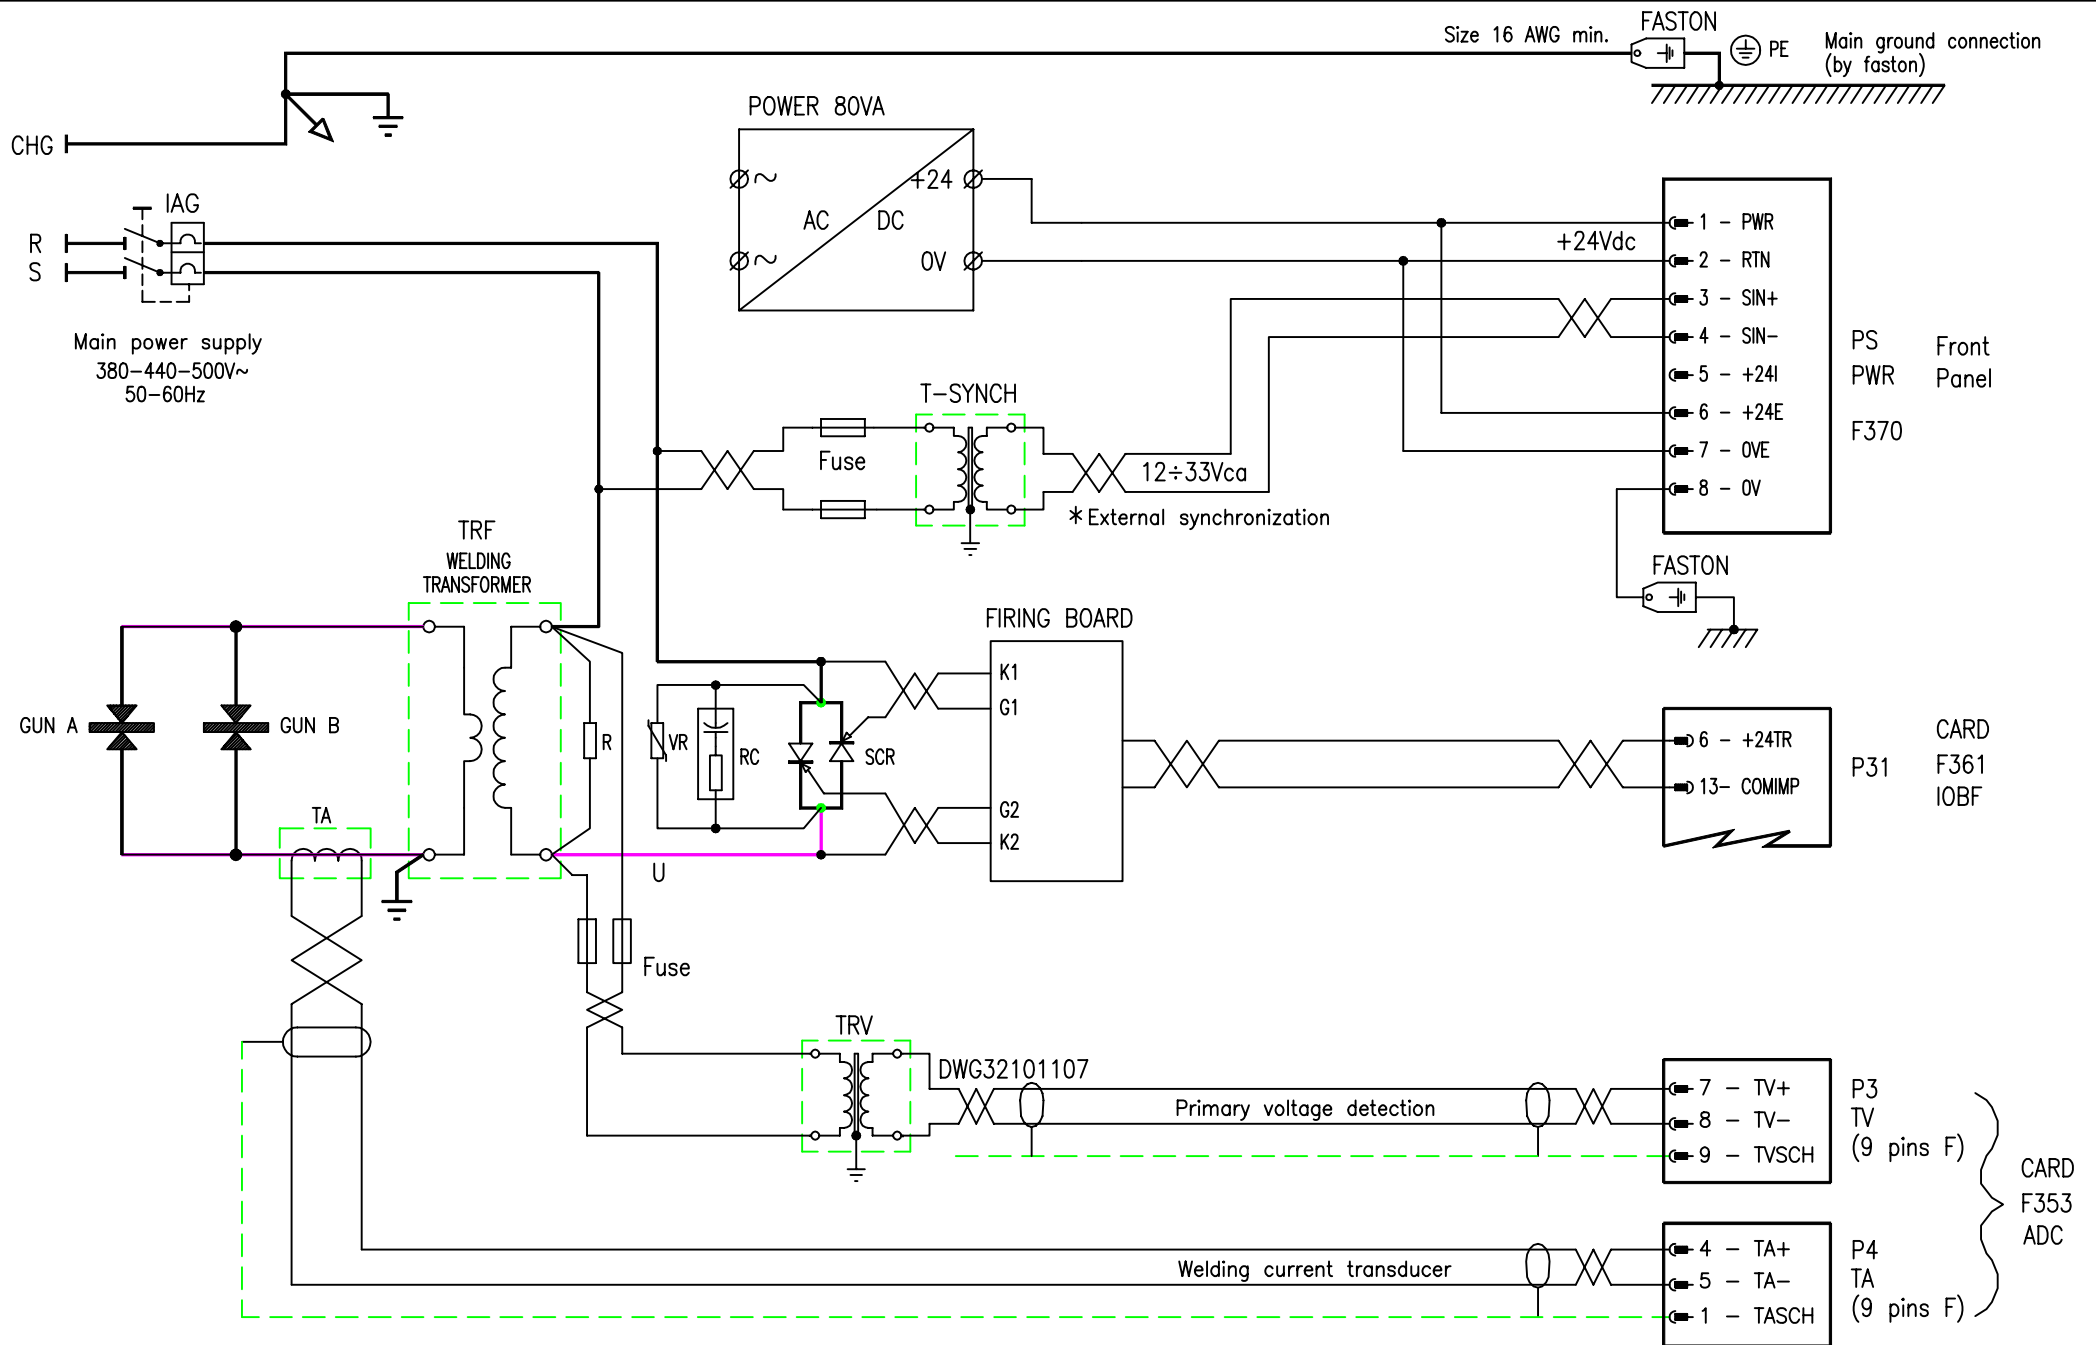 Size 16 AWG min.
FASTON
PE
Main ground connection
(by faston)
CHG
POWER 80VA
~
~
AC
DC
+24
0V
IAG
R
S
Main power supply
380-440-500V~
50-60Hz
+24Vdc
1 - PWR
2 - RTN
3 - SIN+
4 - SIN-
5 - +24I
6 - +24E
7 - 0VE
8 - 0V
PS
PWR
F370
Front
Panel
T-SYNCH
Fuse
12÷33Vca
*External synchronization
FASTON
TRF
WELDING
TRANSFORMER
GUN A
GUN B
TA
R
VR
RC
SCR
U
FIRING BOARD
K1
G1
G2
K2
6 - +24TR
13- COMIMP
P31
CARD
F361
IOBF
Fuse
TRV
DWG32101107
Primary voltage detection
7 - TV+
8 - TV-
9 - TVSCH
P3
TV
(9 pins F)
Welding current transducer
4 - TA+
5 - TA-
1 - TASCH
P4
TA
(9 pins F)
CARD
F353
ADC